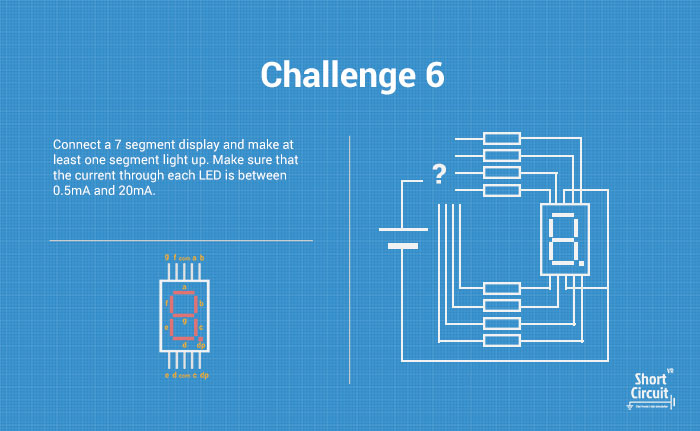 Challenge 6
Connect a 7 segment display and make at
least one segment light up. Make sure that
the current through each LED is between
0.5mA and 20mA.
?
g f com a b
a
f b
g
e c
d dp
e d com c dp
Short VR
Circuit